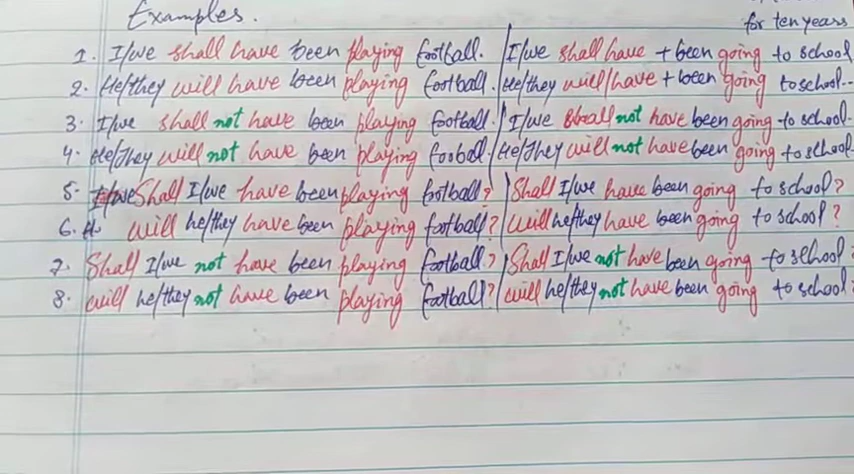 Examples.
for ten years
1. I/we shall have been playing football. I/we shall have + been going to school
2. He/they will have been playing football. He/they will/have + been going to school.
3. I/we shall not have been playing football. I/we shall not have been going to school.
4. He/They will not have been playing foobal. He/They will not have been going to school
5. Shall I/we have been playing football? Shall I/we have been going to school?
6. will he/they have been playing football? Will he/they have been going to school?
7. Shall I/we not have been playing football? Shall I/we not have been going to school
8. will he/they not have been playing football? will he/they not have been going to school